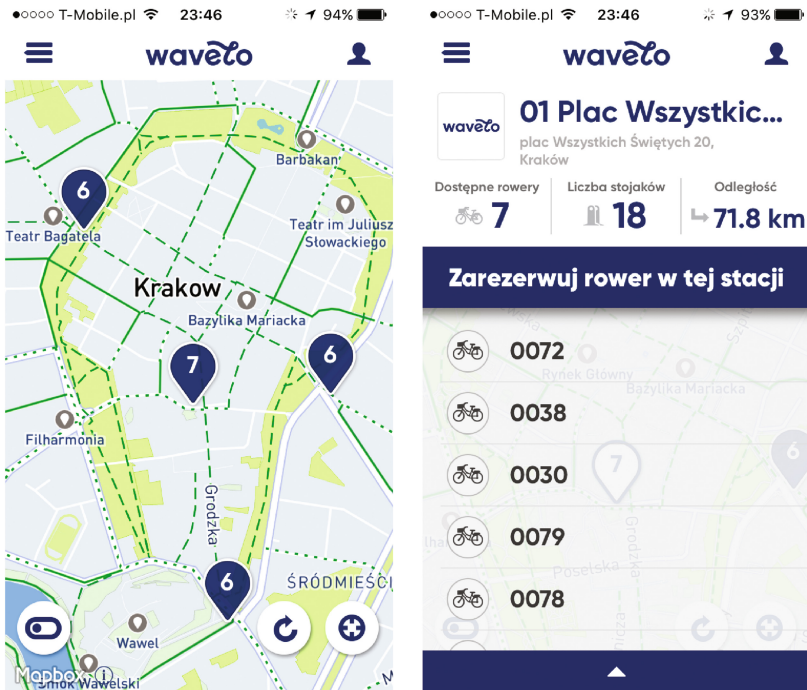 T-Mobile.pl 23:46 94%
wavelo
6
Barbakan
Teatr Bagatela
Teatr im Juliusz
Słowackiego
Krakow
Bazylika Mariacka
7
6
Filharmonia
Grodzka
6
ŚRÓDMIEŚCI
Wawel
Smok Wawelski
Mapbox
T-Mobile.pl 23:46 93%
wavelo
wavelo
01 Plac Wszystkic...
plac Wszystkich Świętych 20,
Kraków
Dostępne rowery
7
Liczba stojaków
18
Odległość
71.8 km
Zarezerwuj rower w tej stacji
0072
Rynek Główny
Bazylika Mariacka
0038
7
6
0030
0079
Grodzka
Poselska
0078